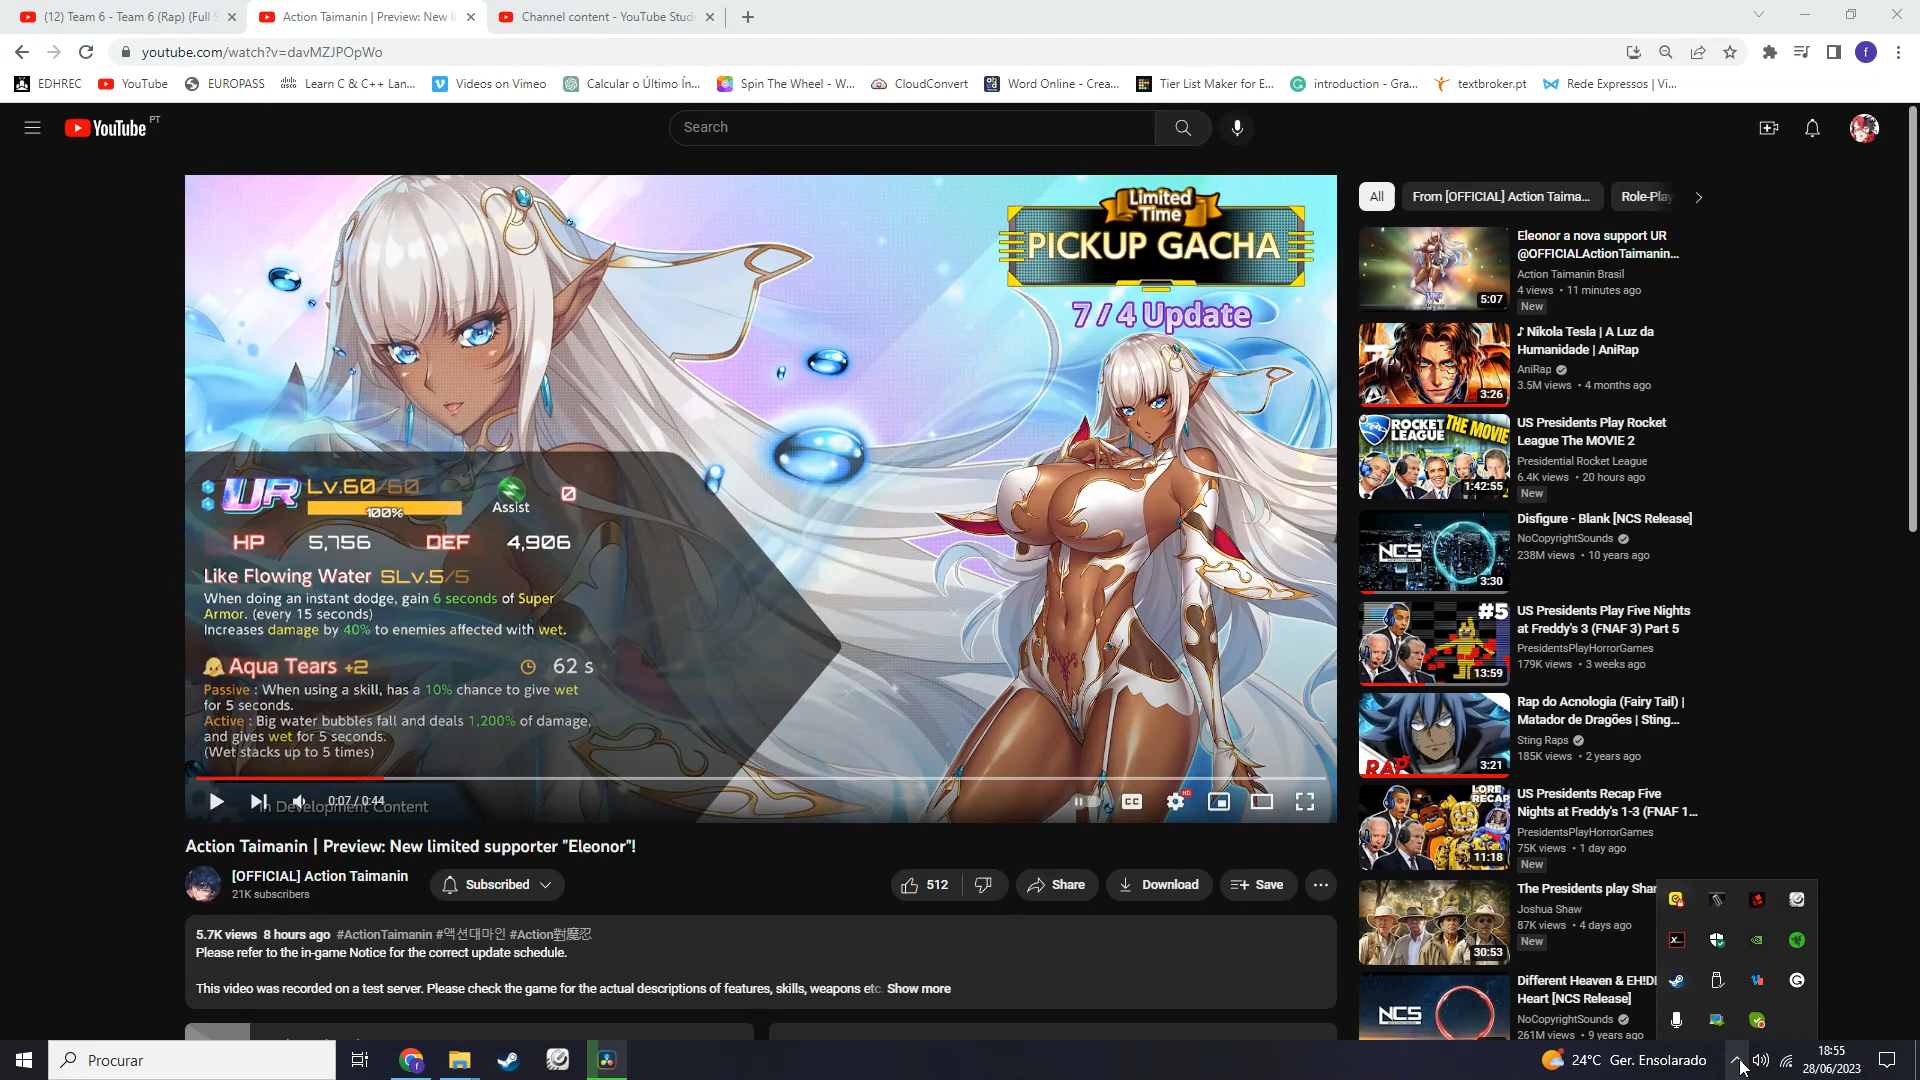 (12) Team 6 - Team 6 (Rap) (Full S
Action Taimanin | Preview: New li
Channel content - YouTube Studi
youtube.com/watch?v=davMZJPOpWo
EDHREC
YouTube
EUROPASS
Learn C & C++ Lan...
Videos on Vimeo
Calcular o Último Ín...
Spin The Wheel - W...
CloudConvert
Word Online - Crea...
Tier List Maker for E...
introduction - Gra...
textbroker.pt
Rede Expressos | Vi...
YouTube PT
Search
Limited
Time
PICKUP GACHA
7 / 4 Update
UR Lv.60/60
100%
Assist
0
HP 5,756 DEF 4,906
Like Flowing Water SLv.5/5
When doing an instant dodge, gain 6 seconds of Super
Armor. (every 15 seconds)
Increases damage by 40% to enemies affected with wet.
Aqua Tears +2 62 s
Passive : When using a skill, has a 10% chance to give wet
for 5 seconds.
Active : Big water bubbles fall and deals 1,200% of damage,
and gives wet for 5 seconds.
(Wet stacks up to 5 times)
0:07 / 0:44
In Development Content
CC
HD
Action Taimanin | Preview: New limited supporter "Eleonor"!
[OFFICIAL] Action Taimanin
21K subscribers
Subscribed
512
Share
Download
Save
5.7K views 8 hours ago #ActionTaimanin #액션대마인 #Action對魔忍
Please refer to the in-game Notice for the correct update schedule.
This video was recorded on a test server. Please check the game for the actual descriptions of features, skills, weapons etc. Show more
All
From [OFFICIAL] Action Taima...
Role-Play
5:07
Eleonor a nova support UR
@OFFICIALActionTaimanin...
Action Taimanin Brasil
4 views • 11 minutes ago
New
3:26
♪ Nikola Tesla | A Luz da
Humanidade | AniRap
AniRap
3.5M views • 4 months ago
ROCKET LEAGUE THE MOVIE 2
1:42:55
US Presidents Play Rocket
League The MOVIE 2
Presidential Rocket League
6.4K views • 20 hours ago
New
NCS
3:30
Disfigure - Blank [NCS Release]
NoCopyrightSounds
238M views • 10 years ago
#5
13:59
US Presidents Play Five Nights
at Freddy's 3 (FNAF 3) Part 5
PresidentsPlayHorrorGames
179K views • 3 weeks ago
RAP
3:21
Rap do Acnologia (Fairy Tail) |
Matador de Dragões | Sting...
Sting Raps
185K views • 2 years ago
LORE
RECAP
11:18
US Presidents Recap Five
Nights at Freddy's 1-3 (FNAF 1...
PresidentsPlayHorrorGames
75K views • 1 day ago
New
30:53
The Presidents play Shar
Joshua Shaw
87K views • 4 days ago
New
NCS
Different Heaven & EH!DE
Heart [NCS Release]
NoCopyrightSounds
261M views • 9 years ago
Procurar
24°C Ger. Ensolarado
18:55
28/06/2023